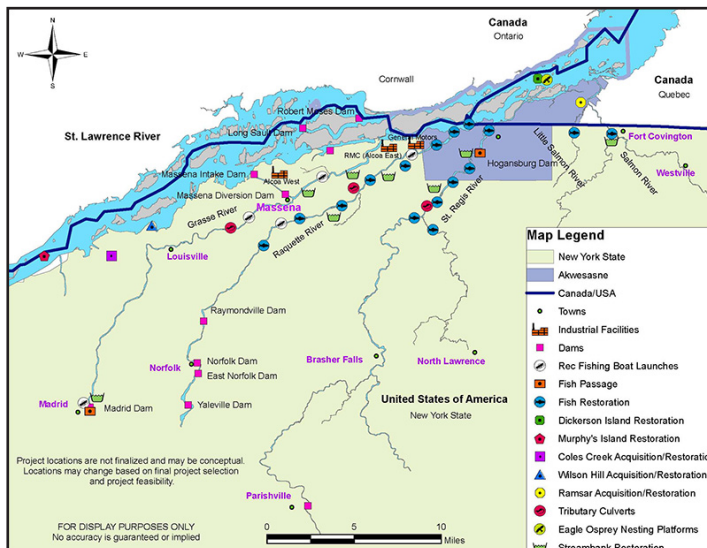 N
W
E
S
Canada
Ontario
Canada
Quebec
Cornwall
St. Lawrence River
Robert Moses Dam
Long Sault Dam
General Motors
RMC (Alcoa East)
Massena Intake Dam
Alcoa West
Massena Diversion Dam
Massena
Grasse River
Raquette River
St. Regis River
Hogansburg Dam
Little Salmon River
Salmon River
Fort Covington
Westville
Louisville
Raymondville Dam
Norfolk
Norfolk Dam
East Norfolk Dam
Yaleville Dam
Brasher Falls
North Lawrence
Madrid
Madrid Dam
United States of America
New York State
Parishville
Project locations are not finalized and may be conceptual.
Locations may change based on final project selection
and project feasibility.
FOR DISPLAY PURPOSES ONLY
No accuracy is guaranteed or implied
0 5 10
Miles
Map Legend
New York State
Akwesasne
Canada/USA
Towns
Industrial Facilities
Dams
Rec Fishing Boat Launches
Fish Passage
Fish Restoration
Dickerson Island Restoration
Murphy's Island Restoration
Coles Creek Acquisition/Restoration
Wilson Hill Acquisition/Restoration
Ramsar Acquisition/Restoration
Tributary Culverts
Eagle Osprey Nesting Platforms
Streambank Restoration